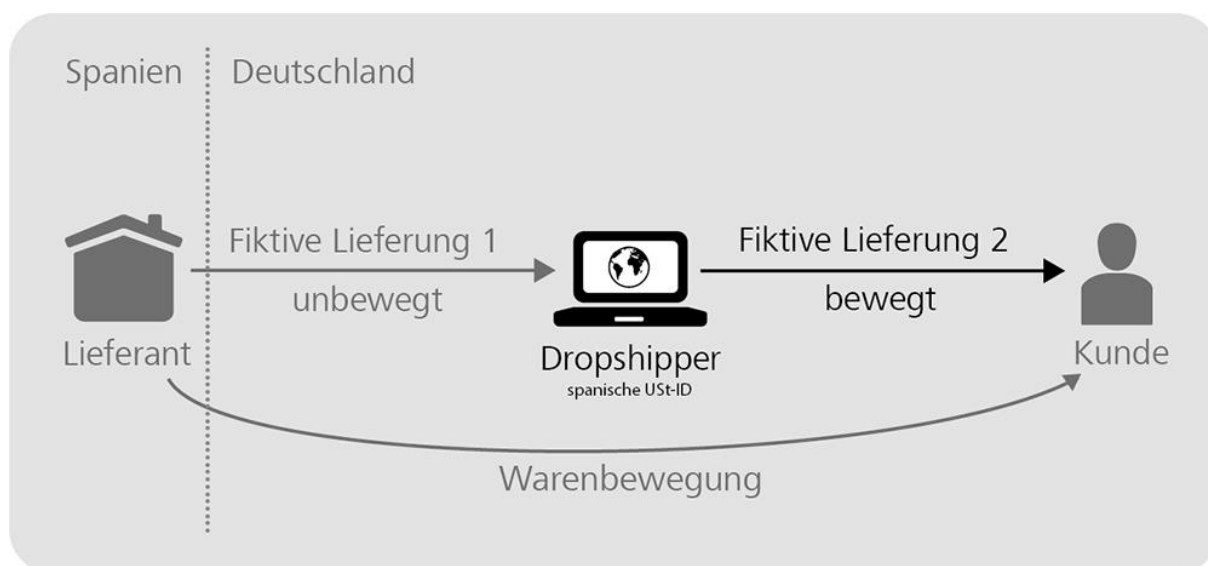 Spanien
Deutschland
Fiktive Lieferung 1
unbewegt
Fiktive Lieferung 2
bewegt
Lieferant
Dropshipper
spanische USt-ID
Kunde
Warenbewegung